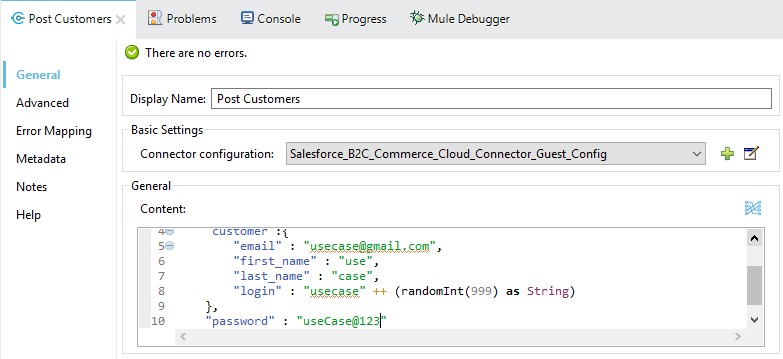 Post Customers
Problems
Console
Progress
Mule Debugger
There are no errors.
General
Advanced
Error Mapping
Metadata
Notes
Help
Display Name: Post Customers
Basic Settings
Connector configuration: Salesforce_B2C_Commerce_Cloud_Connector_Guest_Config
General
Content:
4 customer :{
5 "email" : "usecase@gmail.com",
6 "first_name" : "use",
7 "last_name" : "case",
8 "login" : "usecase" ++ (randomInt(999) as String)
9 },
10 "password" : "useCase@123"